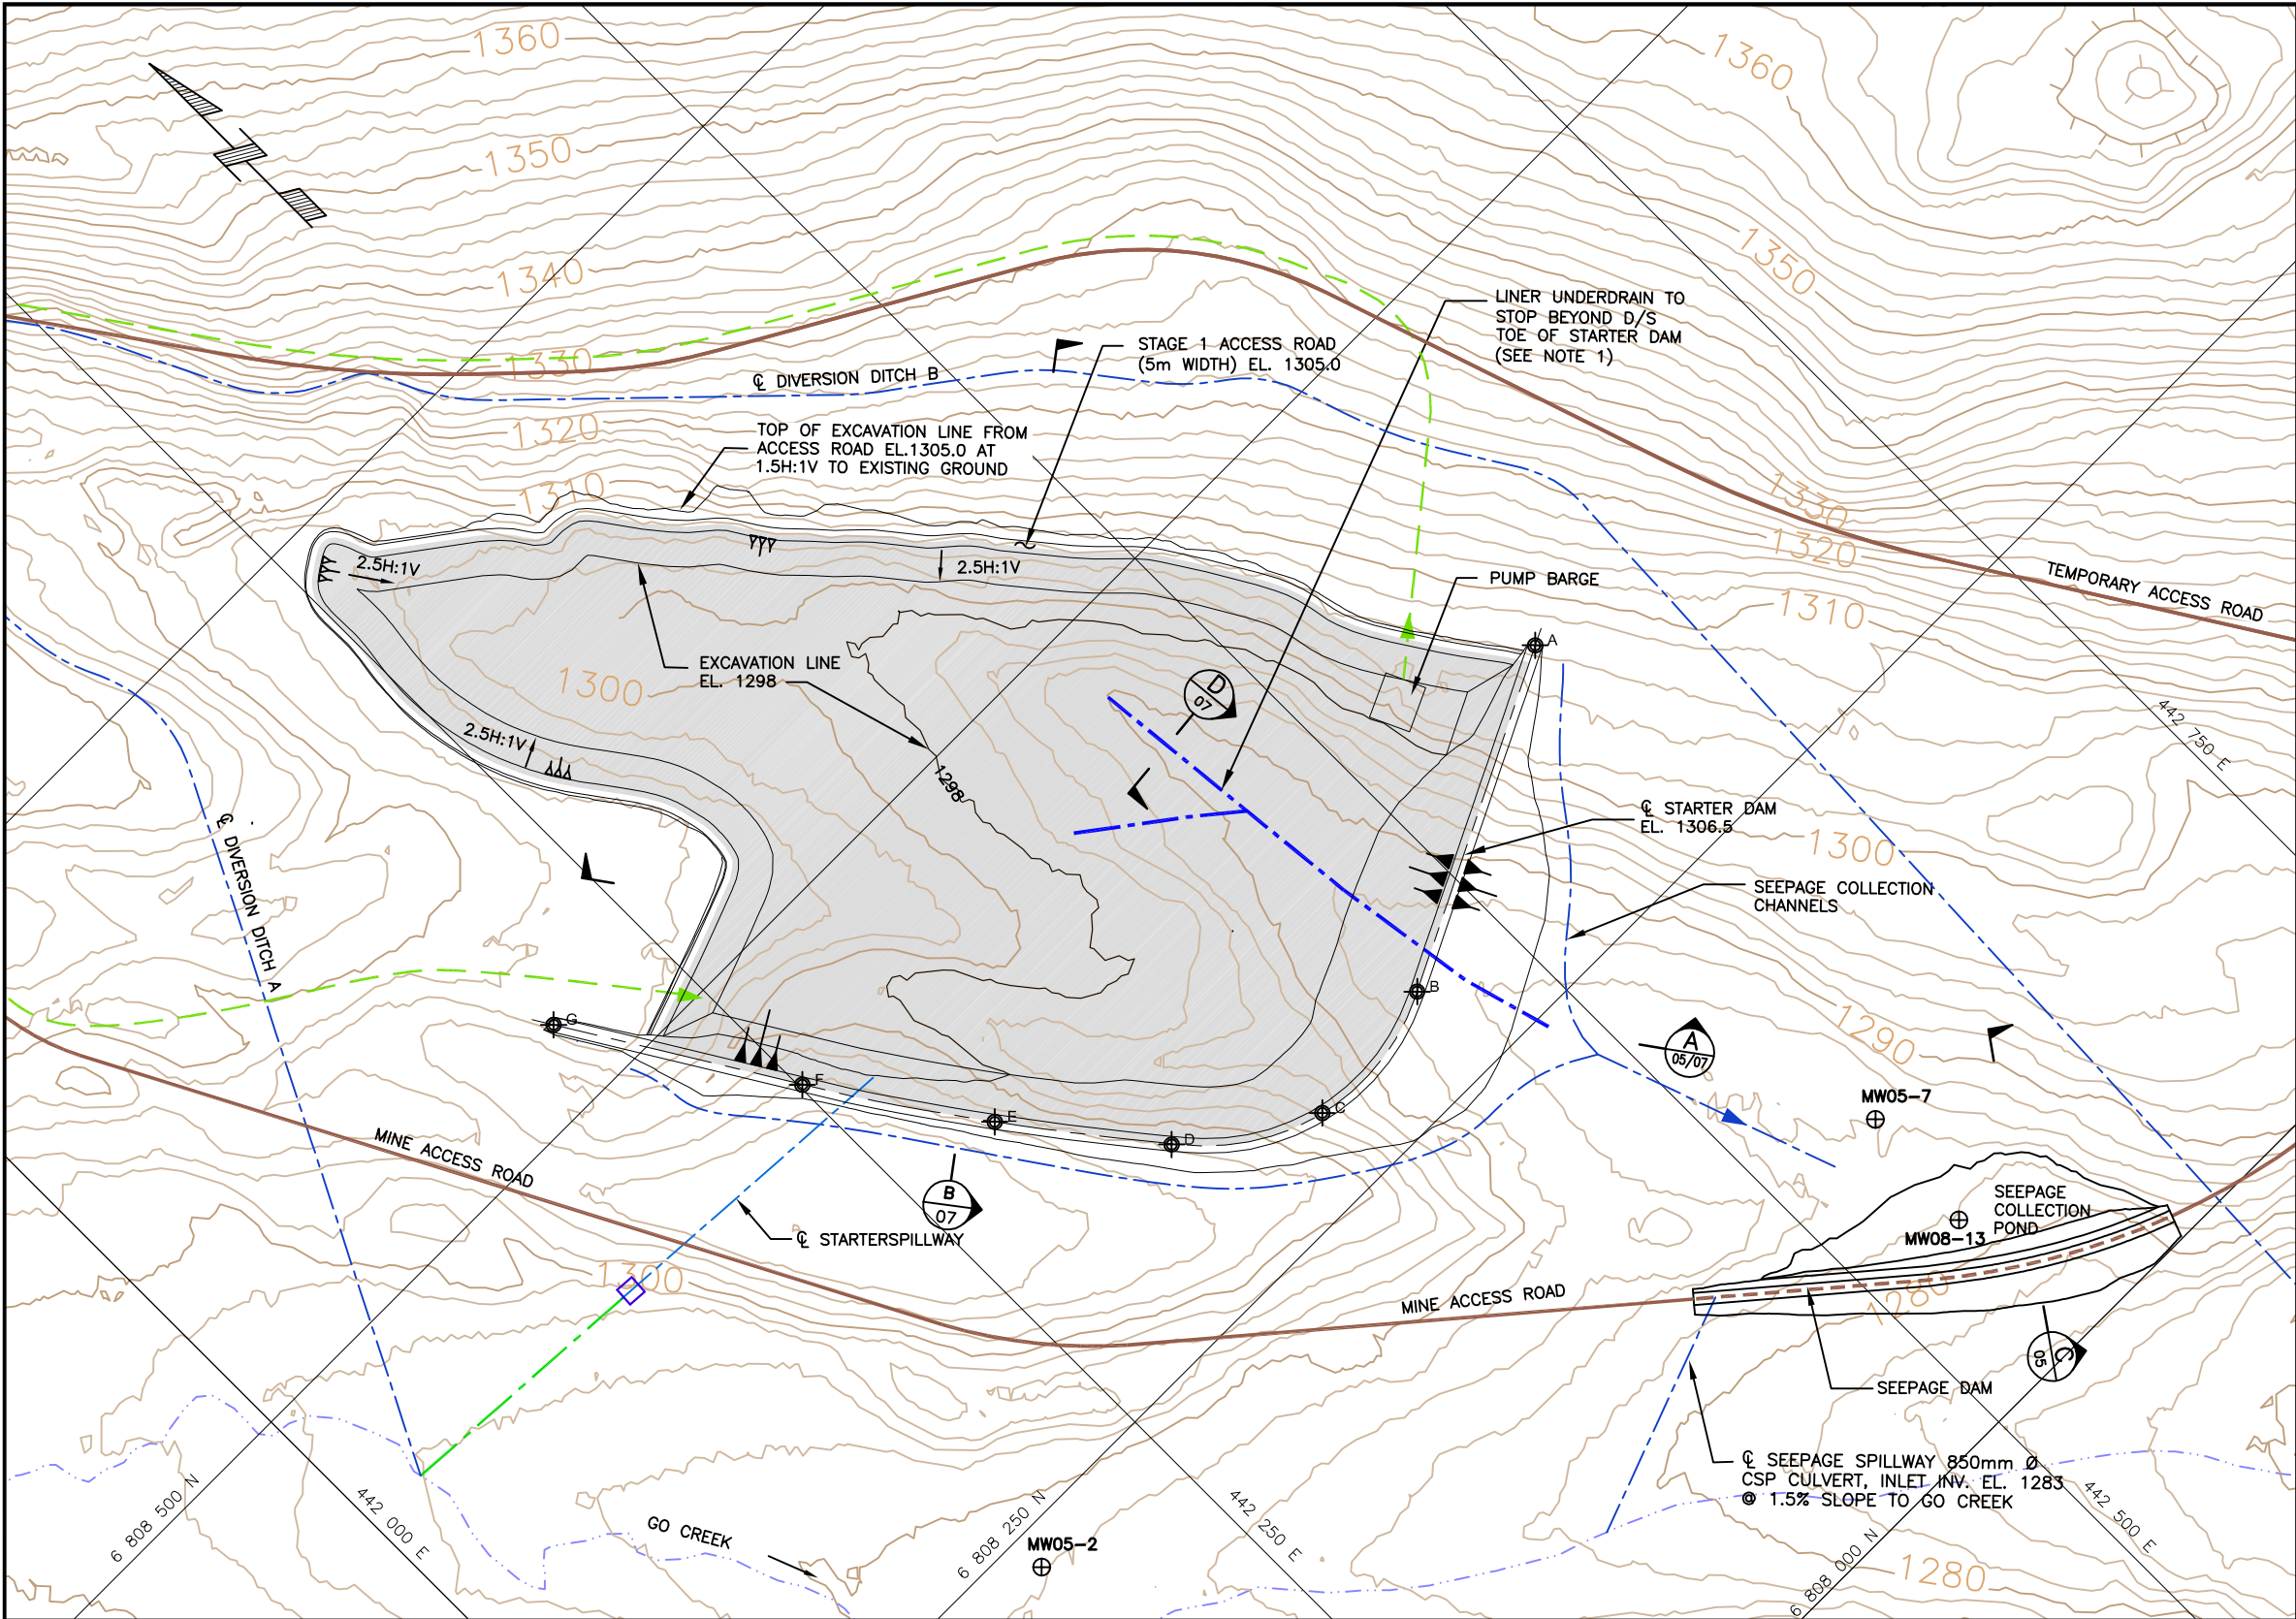 1360
1360
1350
1350
1340
LINER UNDERDRAIN TO
STOP BEYOND D/S
TOE OF STARTER DAM
(SEE NOTE 1)
STAGE 1 ACCESS ROAD
(5m WIDTH) EL. 1305.0
1330
℄ DIVERSION DITCH B
1320
TOP OF EXCAVATION LINE FROM
ACCESS ROAD EL.1305.0 AT
1.5H:1V TO EXISTING GROUND
1310
1330
1320
TEMPORARY ACCESS ROAD
2.5H:1V
2.5H:1V
PUMP BARGE
1310
A
EXCAVATION LINE
EL. 1298
1300
D
07
442 750 E
2.5H:1V
1298
℄ STARTER DAM
EL. 1306.5
1300
℄ DIVERSION DITCH A
SEEPAGE COLLECTION
CHANNELS
B
G
1290
A
05/07
F
MW05-7
E
D
C
MINE ACCESS ROAD
B
07
SEEPAGE
COLLECTION
POND
MW08-13
℄ STARTERSPILLWAY
1300
MINE ACCESS ROAD
1280
C
05
SEEPAGE DAM
℄ SEEPAGE SPILLWAY 850mm Ø
CSP CULVERT, INLET INV. EL. 1283
@ 1.5% SLOPE TO GO CREEK
6 808 500 N
442 000 E
GO CREEK
6 808 250 N
MW05-2
442 250 E
6 808 000 N
442 500 E
1280